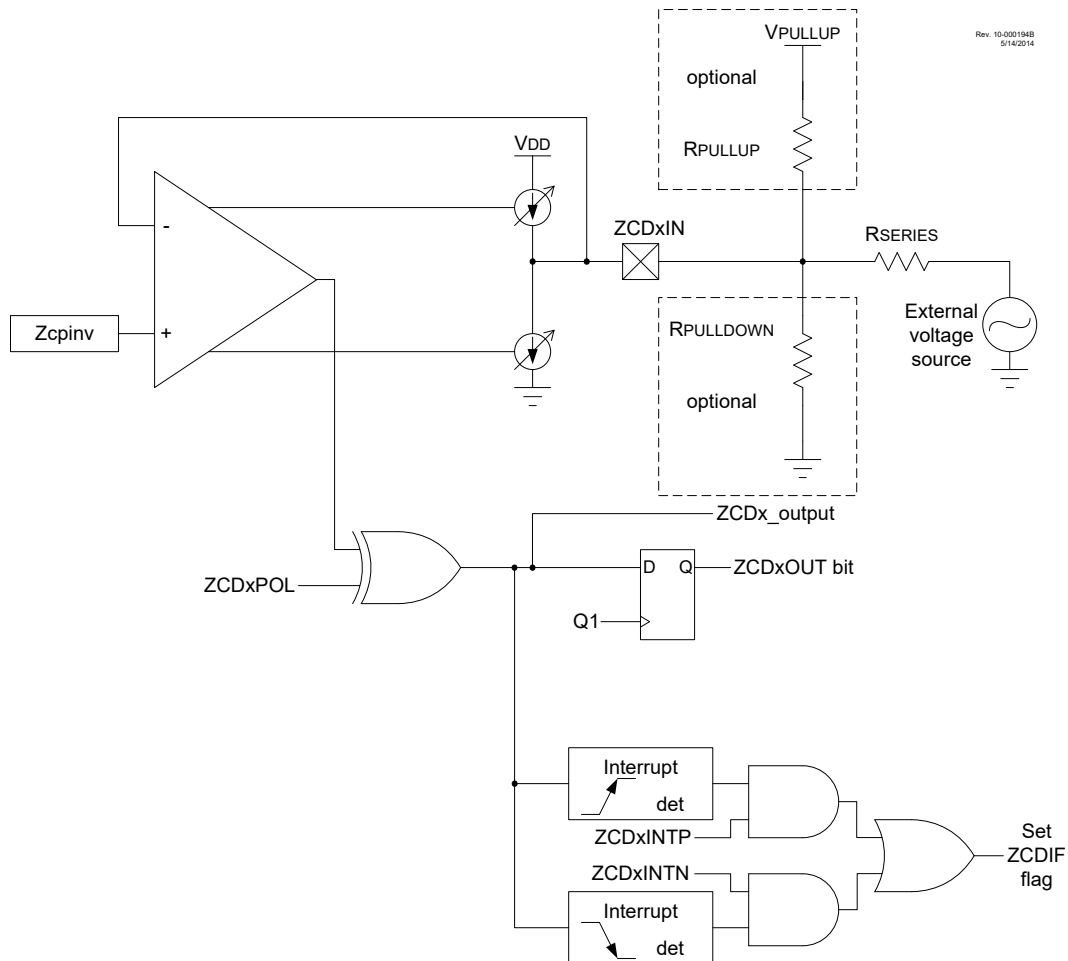 VPULLUP
Rev. 10-000194B
5/14/2014
optional
RPULLUP
VDD
-
ZCDxIN
RSERIES
Zcpinv
+
RPULLDOWN
External
voltage
source
optional
ZCDx_output
D Q
ZCDxOUT bit
ZCDxPOL
Q1
Interrupt
det
ZCDxINTP
Set
ZCDIF
flag
ZCDxINTN
Interrupt
det